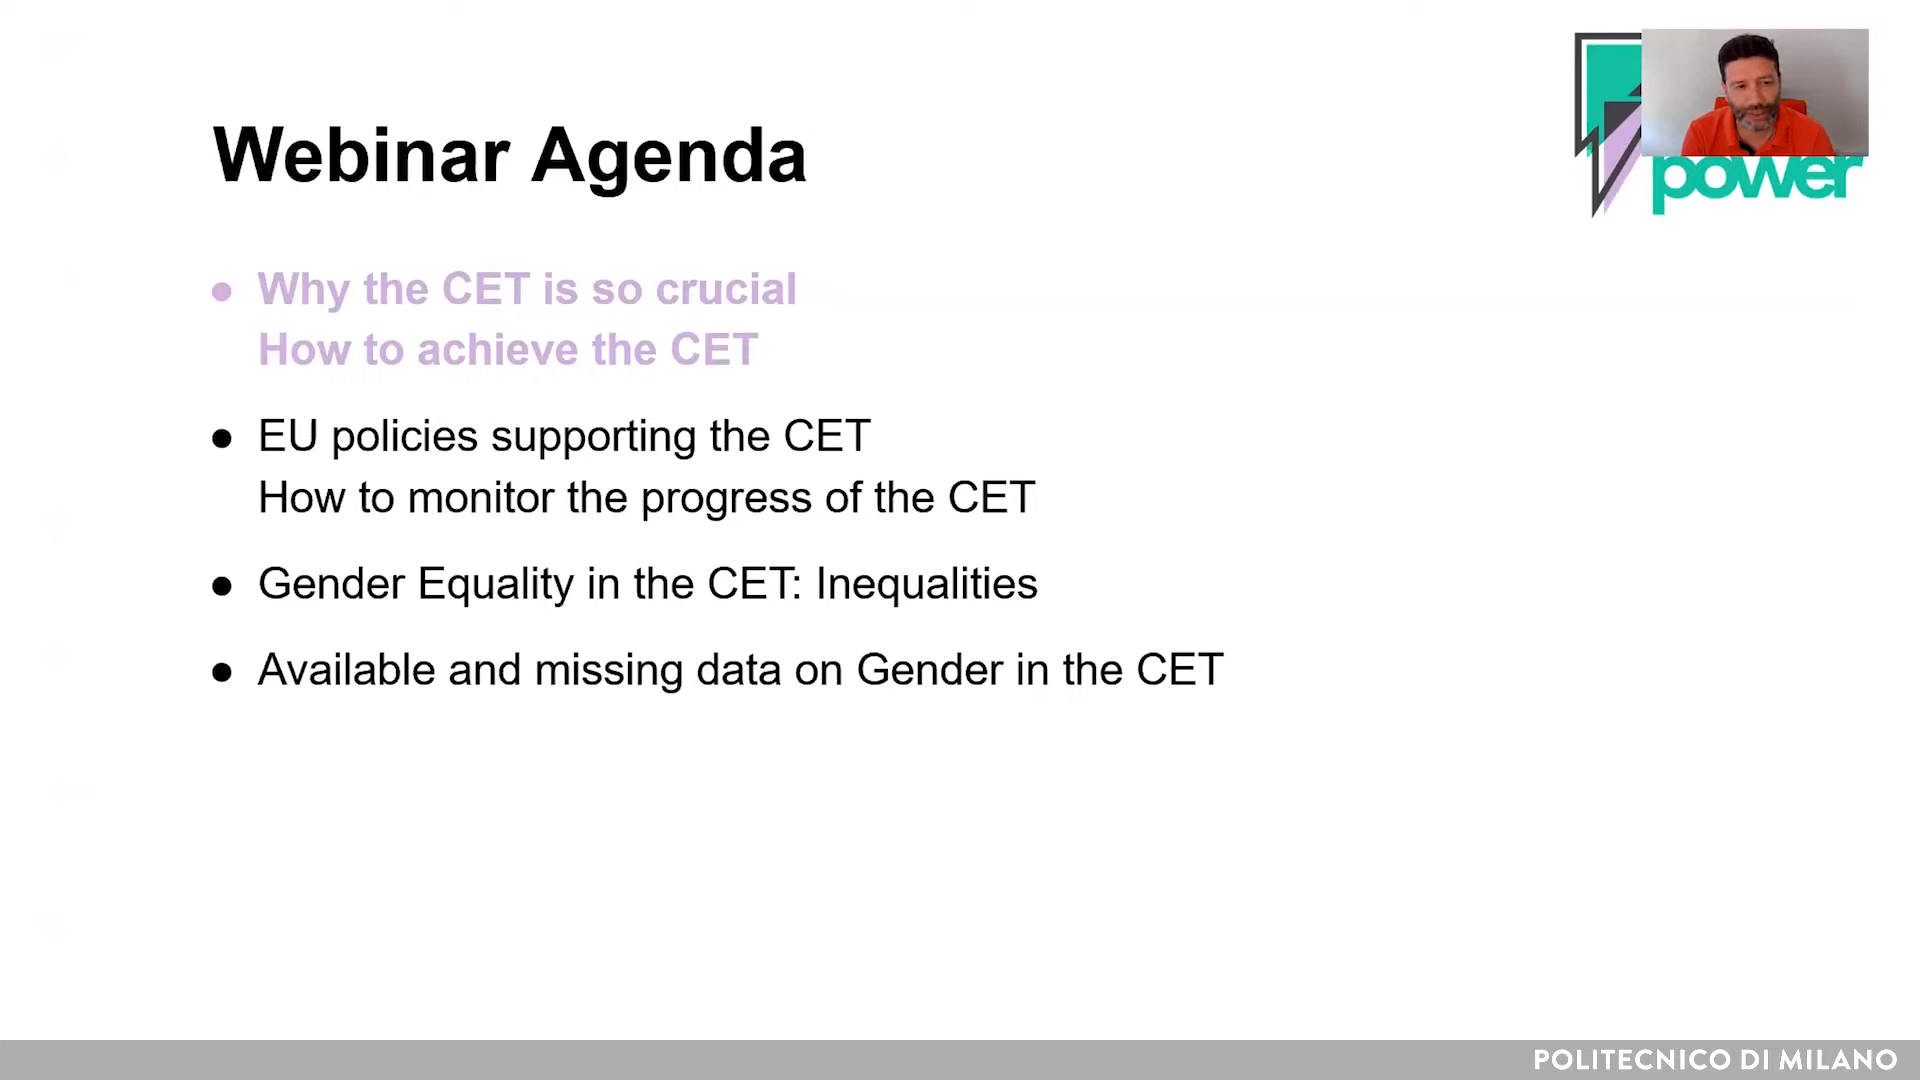 Webinar Agenda
power
● Why the CET is so crucial
How to achieve the CET
● EU policies supporting the CET
How to monitor the progress of the CET
● Gender Equality in the CET: Inequalities
● Available and missing data on Gender in the CET
POLITECNICO DI MILANO